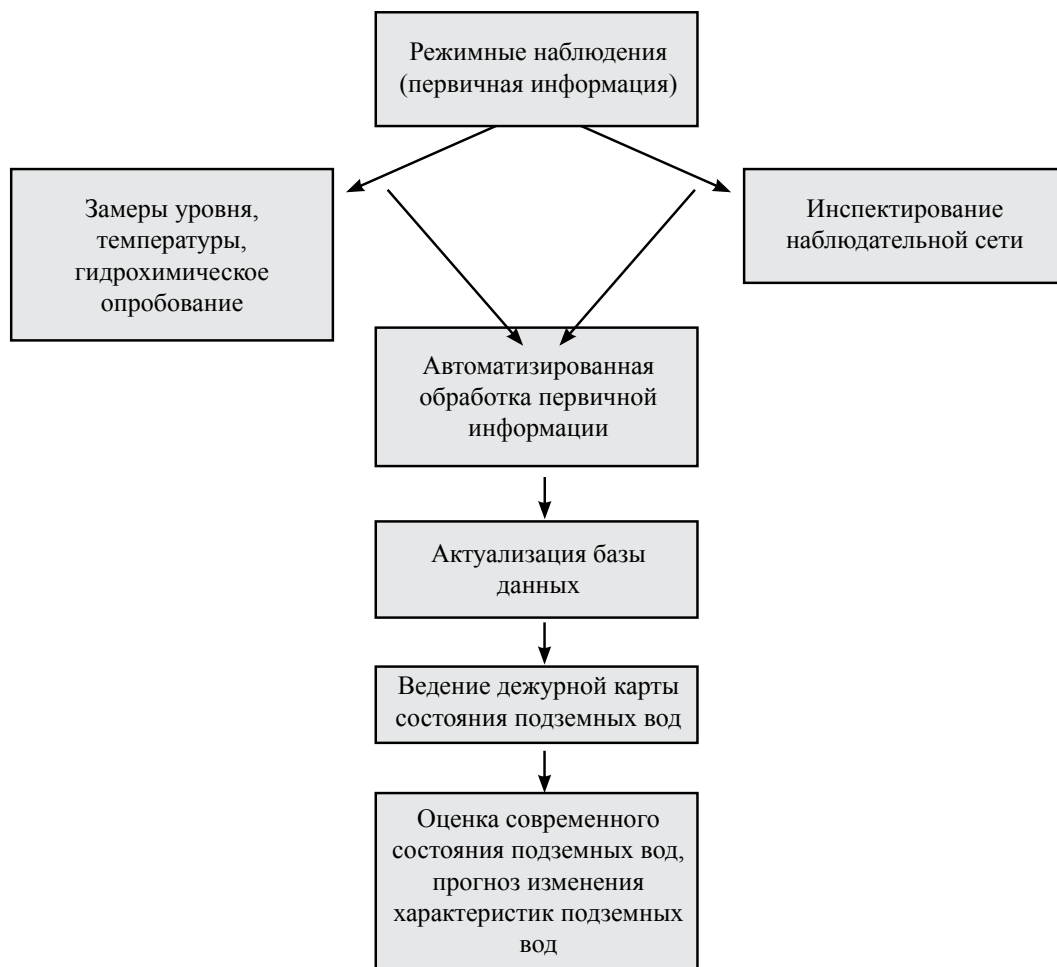 Режимные наблюдения
(первичная информация)
Замеры уровня,
температуры,
гидрохимическое
опробование
Инспектирование
наблюдательной сети
Автоматизированная
обработка первичной
информации
Актуализация базы
данных
Ведение дежурной карты
состояния подземных вод
Оценка современного
состояния подземных вод,
прогноз изменения
характеристик подземных
вод